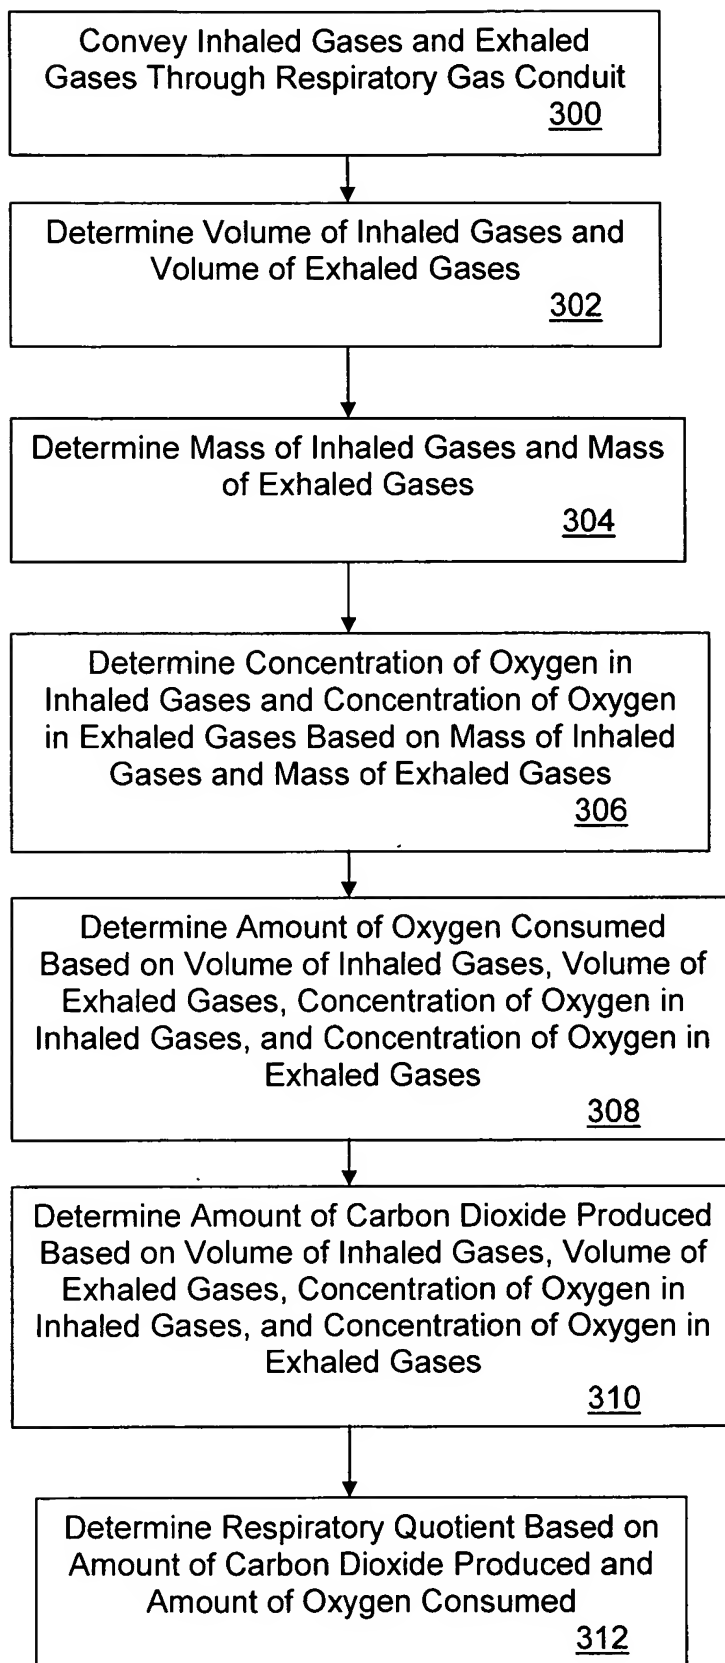 Convey Inhaled Gases and Exhaled
Gases Through Respiratory Gas Conduit
300
Determine Volume of Inhaled Gases and
Volume of Exhaled Gases
302
Determine Mass of Inhaled Gases and Mass
of Exhaled Gases
304
Determine Concentration of Oxygen in
Inhaled Gases and Concentration of Oxygen
in Exhaled Gases Based on Mass of Inhaled
Gases and Mass of Exhaled Gases
306
Determine Amount of Oxygen Consumed
Based on Volume of Inhaled Gases, Volume of
Exhaled Gases, Concentration of Oxygen in
Inhaled Gases, and Concentration of Oxygen in
Exhaled Gases
308
Determine Amount of Carbon Dioxide Produced
Based on Volume of Inhaled Gases, Volume of
Exhaled Gases, Concentration of Oxygen in
Inhaled Gases, and Concentration of Oxygen in
Exhaled Gases
310
Determine Respiratory Quotient Based on
Amount of Carbon Dioxide Produced and
Amount of Oxygen Consumed
312